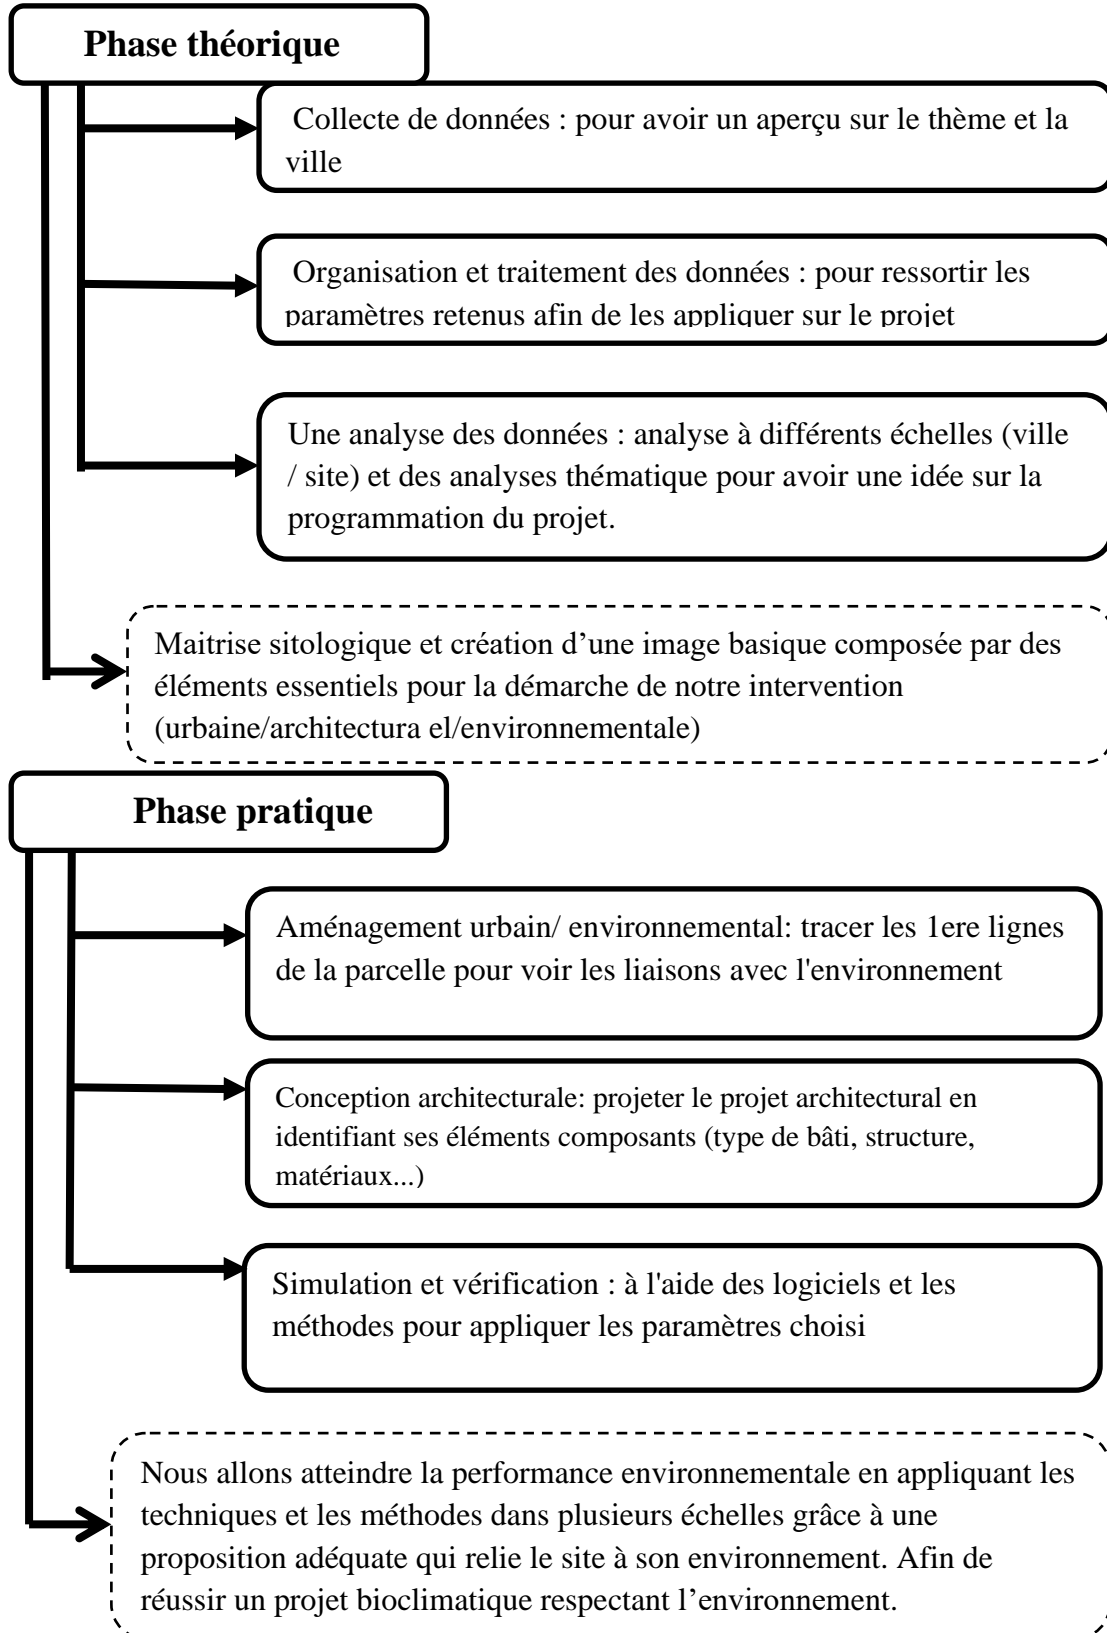 Phase théorique
Collecte de données : pour avoir un aperçu sur le thème et la
ville
Organisation et traitement des données : pour ressortir les
paramètres retenus afin de les appliquer sur le projet
Une analyse des données : analyse à différents échelles (ville
/ site) et des analyses thématique pour avoir une idée sur la
programmation du projet.
Maitrise sitologique et création d’une image basique composée par des
éléments essentiels pour la démarche de notre intervention
(urbaine/architectura el/environnementale)
Phase pratique
Aménagement urbain/ environnemental: tracer les 1ere lignes
de la parcelle pour voir les liaisons avec l'environnement
Conception architecturale: projeter le projet architectural en
identifiant ses éléments composants (type de bâti, structure,
matériaux...)
Simulation et vérification : à l'aide des logiciels et les
méthodes pour appliquer les paramètres choisi
Nous allons atteindre la performance environnementale en appliquant les
techniques et les méthodes dans plusieurs échelles grâce à une
proposition adéquate qui relie le site à son environnement. Afin de
réussir un projet bioclimatique respectant l’environnement.